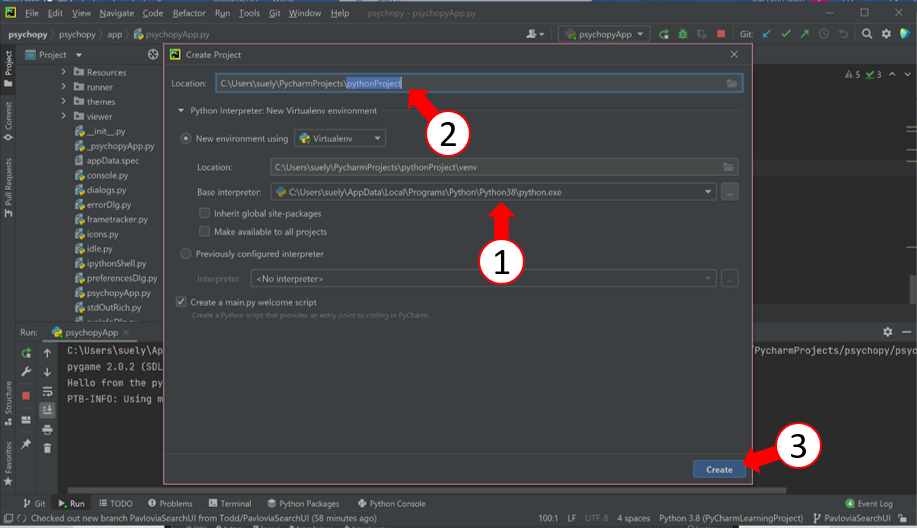 File Edit View Navigate Code Refactor Run Tools Git Window Help psychopy - psychopyApp.py
psychopy psychopy app psychopyApp.py psychopyApp Git:
Project
Create Project
Location: C:\Users\suely\PycharmProjects\pythonProject
Python Interpreter: New Virtualenv environment
New environment using Virtualenv
Location: C:\Users\suely\PycharmProjects\pythonProject\venv
Base interpreter: C:\Users\suely\AppData\Local\Programs\Python\Python38\python.exe ...
Inherit global site-packages
Make available to all projects
Previously configured interpreter
Interpreter: <No interpreter> ...
Create a main.py welcome script
Create a Python script that provides an entry point to coding in PyCharm.
Create
1
2
3
5 3
Project
Commit
Pull Requests
Structure
Favorites
Resources
runner
themes
viewer
__init__.py
_psychopyApp.py
appData.spec
console.py
dialogs.py
errorDlg.py
frametracker.py
icons.py
idle.py
ipythonShell.py
preferencesDlg.py
psychopyApp.py
stdOutRich.py
Run: psychopyApp
C:\Users\suely\Ap
/PycharmProjects/psychopy/psyc
pygame 2.0.2 (SDL
Hello from the py
PTB-INFO: Using m
Git Run TODO Problems Terminal Python Packages Python Console 4 Event Log
Checked out new branch PavloviaSearchUI from Todd/PavloviaSearchUI (58 minutes ago) 100:1 LF UTF-8 4 spaces Python 3.8 (PyCharmLearningProject) PavloviaSearchUI